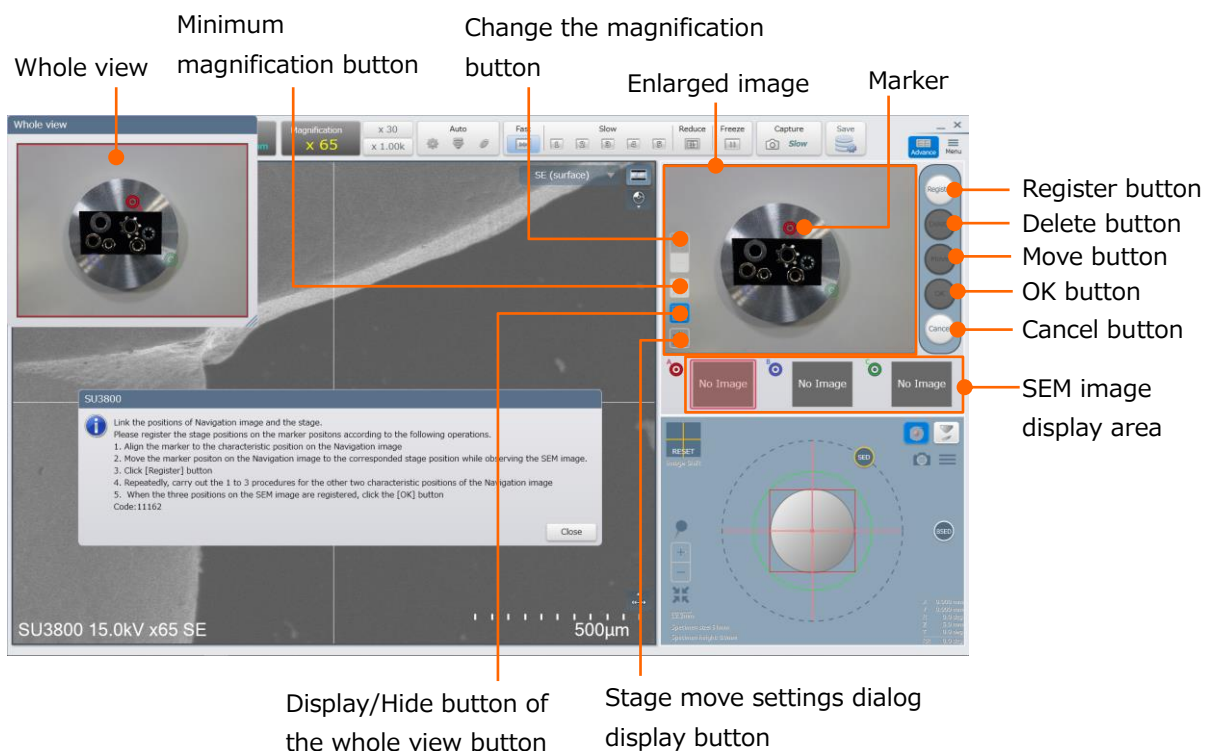 Minimum
magnification button
Change the magnification
button
Whole view
Enlarged image
Marker
Whole view
Magnification
x 65
x 30
x 1.00k
Auto
Fast
Slow
Reduce
Freeze
Capture
Slow
Save
Advance
Menu
SE (surface)
Register
Cancel
Register button
Delete button
Move button
OK button
Cancel button
SEM image
display area
A
B
C
No Image
No Image
No Image
SU3800
Link the positions of Navigation image and the stage.
Please register the stage positions on the marker positons according to the following operations.
1. Align the marker to the characteristic position on the Navigation image
2. Move the marker positon on the Navigation image to the corresponded stage position while observing the SEM image.
3. Click [Register] button
4. Repeatedly, carry out the 1 to 3 procedures for the other two characteristic positions of the Navigation image
5. When the three positions on the SEM image are registered, click the [OK] button
Code:11162
Close
RESET
Image Shift
SED
BSED
SU3800 15.0kV x65 SE
500μm
Display/Hide button of
the whole view button
Stage move settings dialog
display button